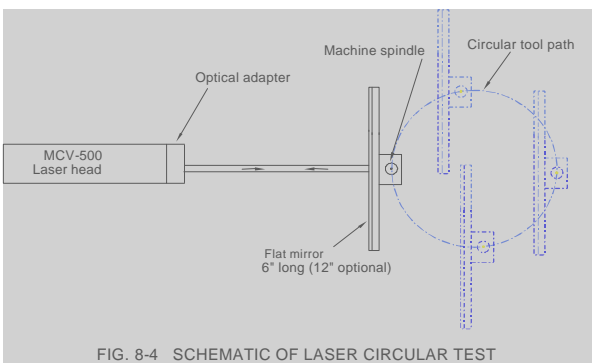 Machine spindle
Circular tool path
Optical adapter
MCV-500
Laser head
Flat mirror
6" long (12" optional)
FIG. 8-4 SCHEMATIC OF LASER CIRCULAR TEST